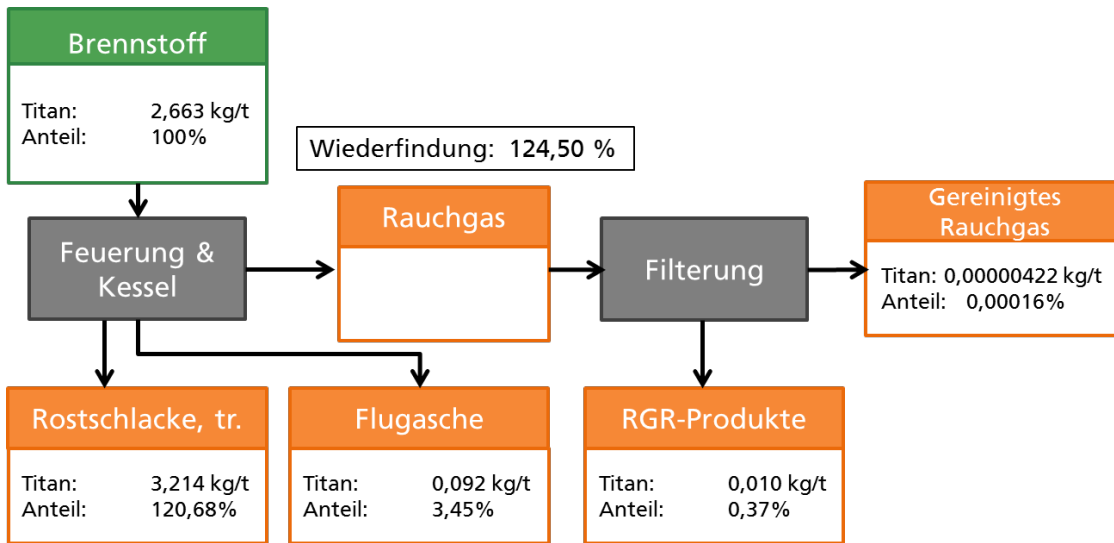 Brennstoff
Titan: 2,663 kg/t
Anteil: 100%
Wiederfindung: 124,50 %
Feuerung &
Kessel
Rauchgas
Filterung
Gereinigtes
Rauchgas
Titan: 0,00000422 kg/t
Anteil: 0,00016%
Rostschlacke, tr.
Titan: 3,214 kg/t
Anteil: 120,68%
Flugasche
Titan: 0,092 kg/t
Anteil: 3,45%
RGR-Produkte
Titan: 0,010 kg/t
Anteil: 0,37%